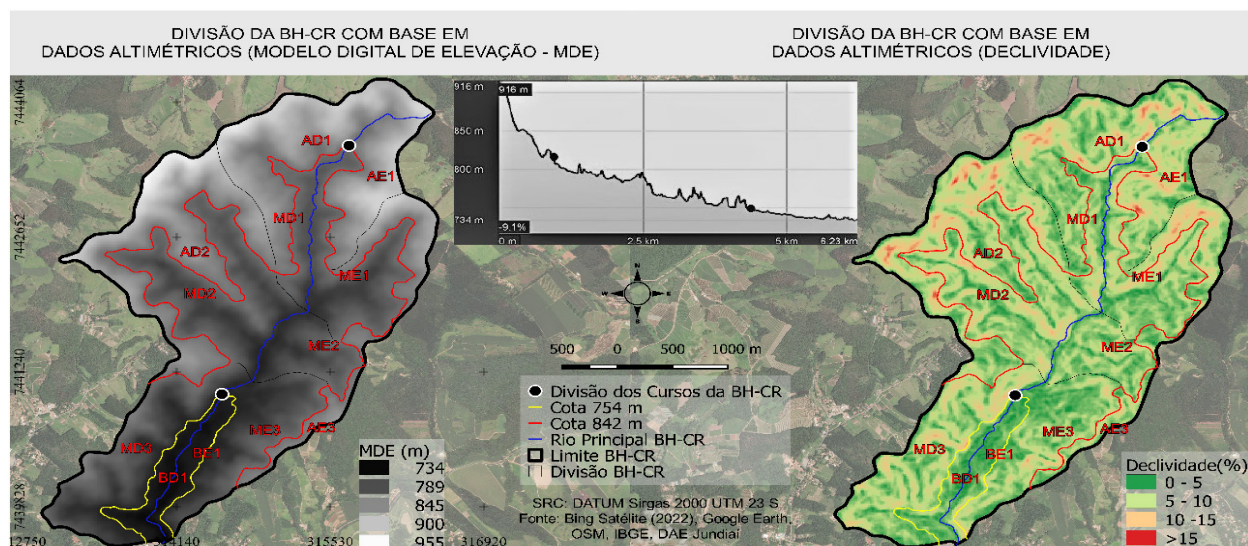 DIVISÃO DA BH-CR COM BASE EM
DADOS ALTIMÉTRICOS (MODELO DIGITAL DE ELEVAÇÃO - MDE)
DIVISÃO DA BH-CR COM BASE EM
DADOS ALTIMÉTRICOS (DECLIVIDADE)
7444064
7442652
7441240
7439828
12750
314140
315530
316920
AD1
AE1
MD1
AD2
ME1
MD2
ME2
MD3
ME3
AE3
BE1
BD1
MDE (m)
734
789
845
900
955
916 m
916 m
850 m
800 m
734 m
-9.1%
0 m
2.5 km
5 km
6.23 km
N
W
E
S
500 0 500 1000 m
Divisão dos Cursos da BH-CR
Cota 754 m
Cota 842 m
Rio Principal BH-CR
Limite BH-CR
Divisão BH-CR
SRC: DATUM Sirgas 2000 UTM 23 S
Fonte: Bing Satélite (2022), Google Earth,
OSM, IBGE, DAE Jundiaí
AD1
AE1
MD1
AD2
ME1
MD2
ME2
MD3
ME3
AE3
BE1
BD1
Declividade(%)
0 - 5
5 - 10
10 -15
>15